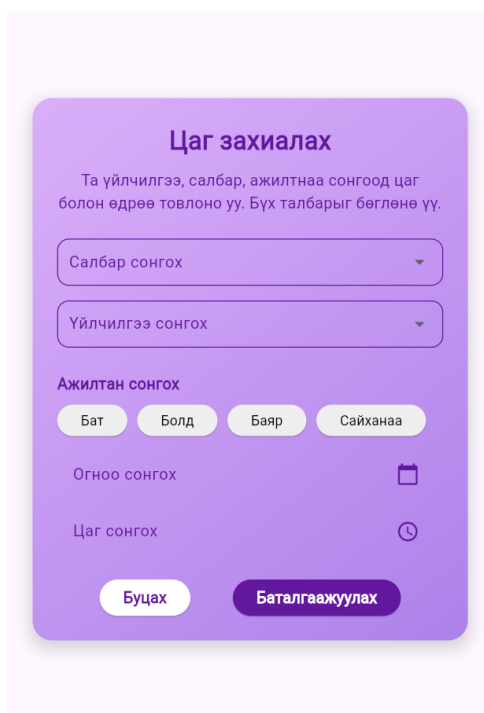 Цаг захиалах
Та үйлчилгээ, салбар, ажилтнаа сонгоод цаг
болон өдрөө товлоно уу. Бүх талбарыг бөглөнө үү.
Салбар сонгох
Үйлчилгээ сонгох
Ажилтан сонгох
Бат Болд Баяр Сайханаа
Огноо сонгох
Цаг сонгох
Буцах Баталгаажуулах